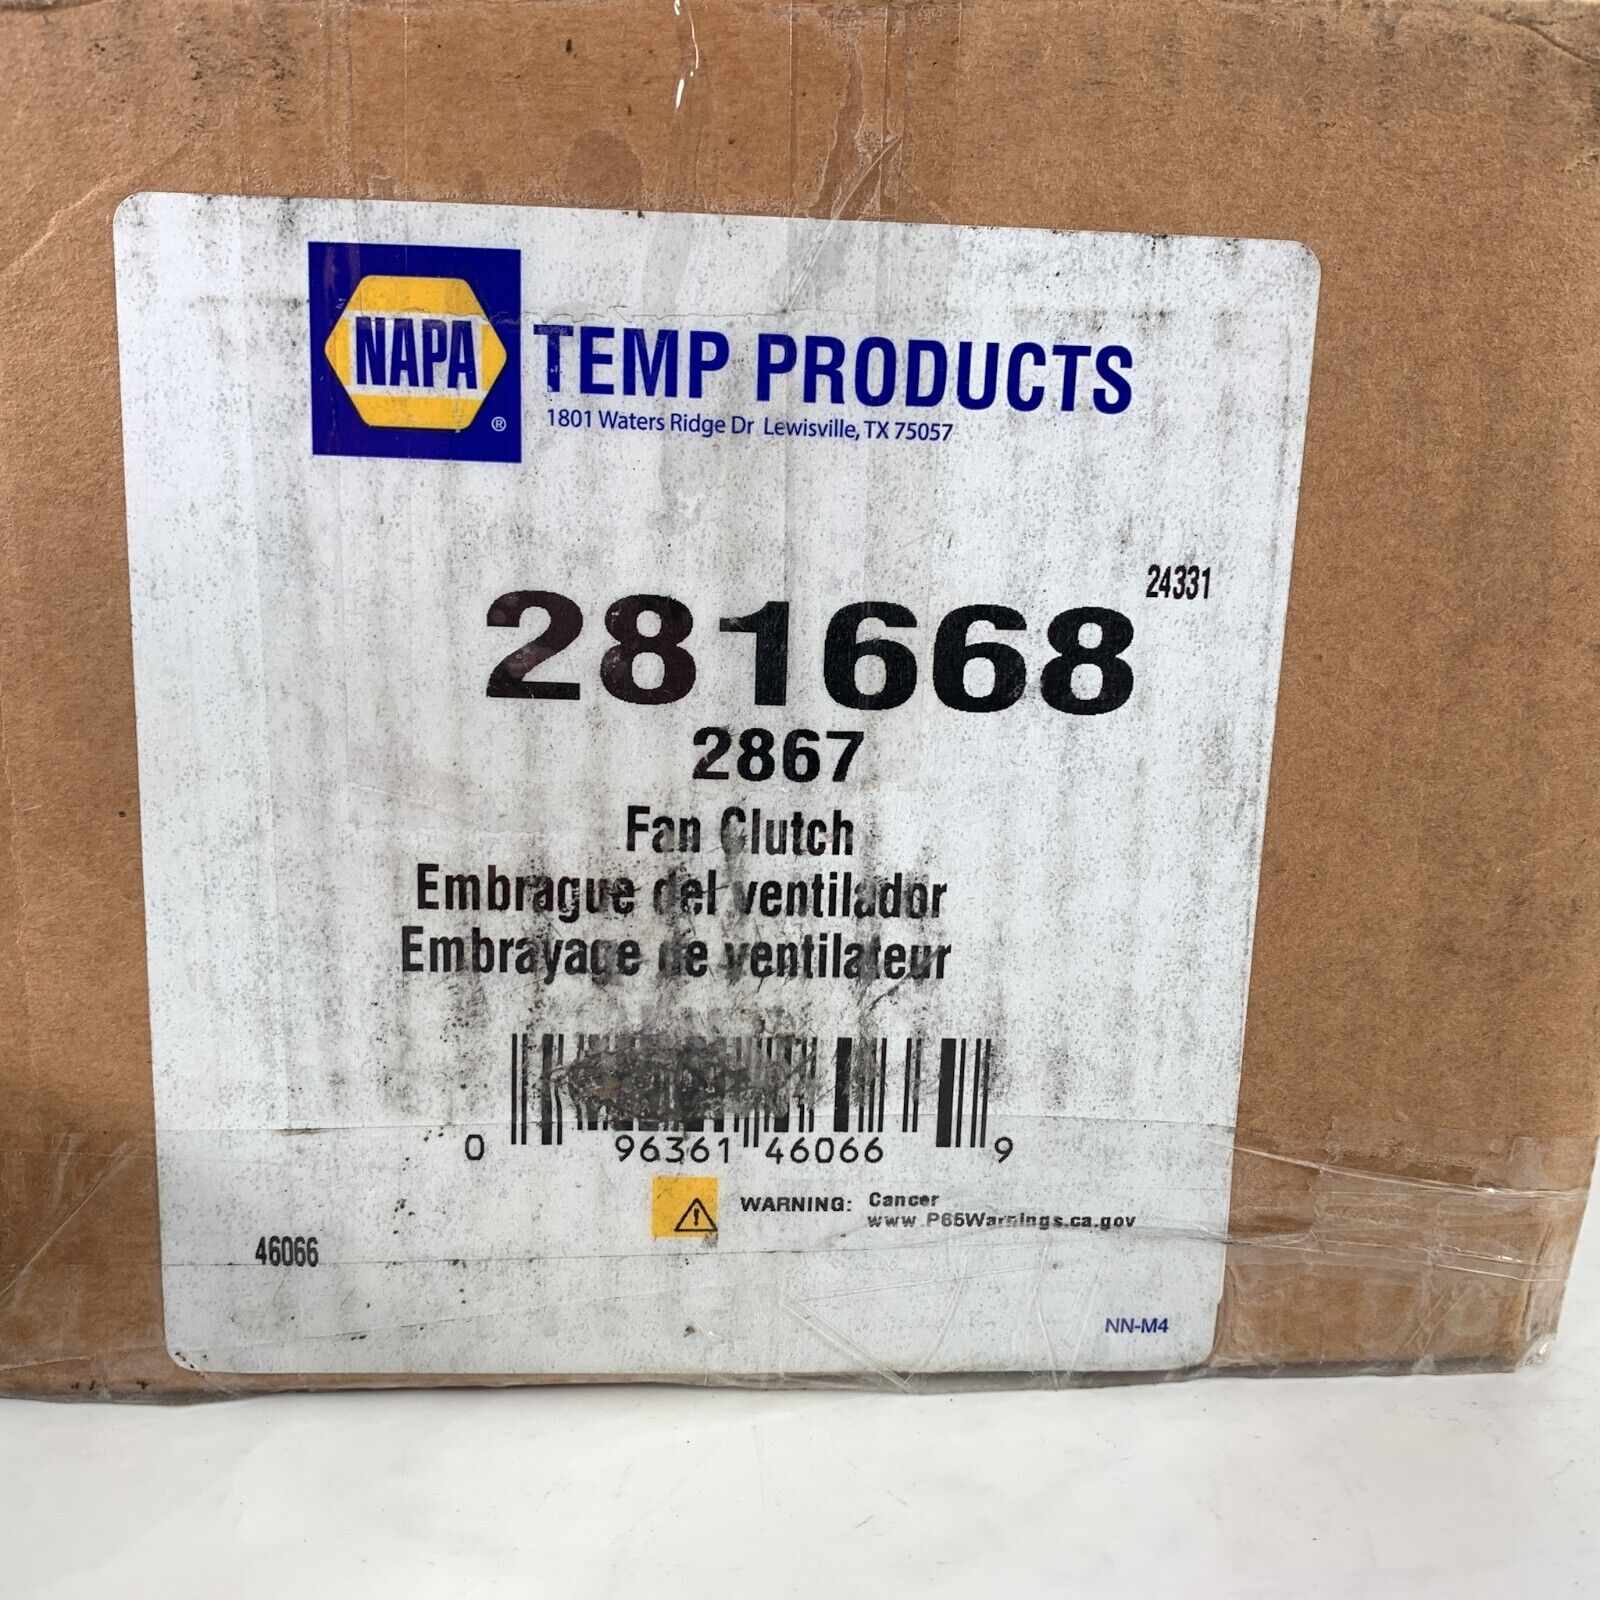 NAPA ®
TEMP PRODUCTS
1801 Waters Ridge Dr Lewisville, TX 75057
24331
281668
2867
Fan Clutch
Embrague del ventilador
Embrayage de ventilateur
0 96361 46066 9
WARNING: Cancer
www.P65Warnings.ca.gov
46066
NN-M4